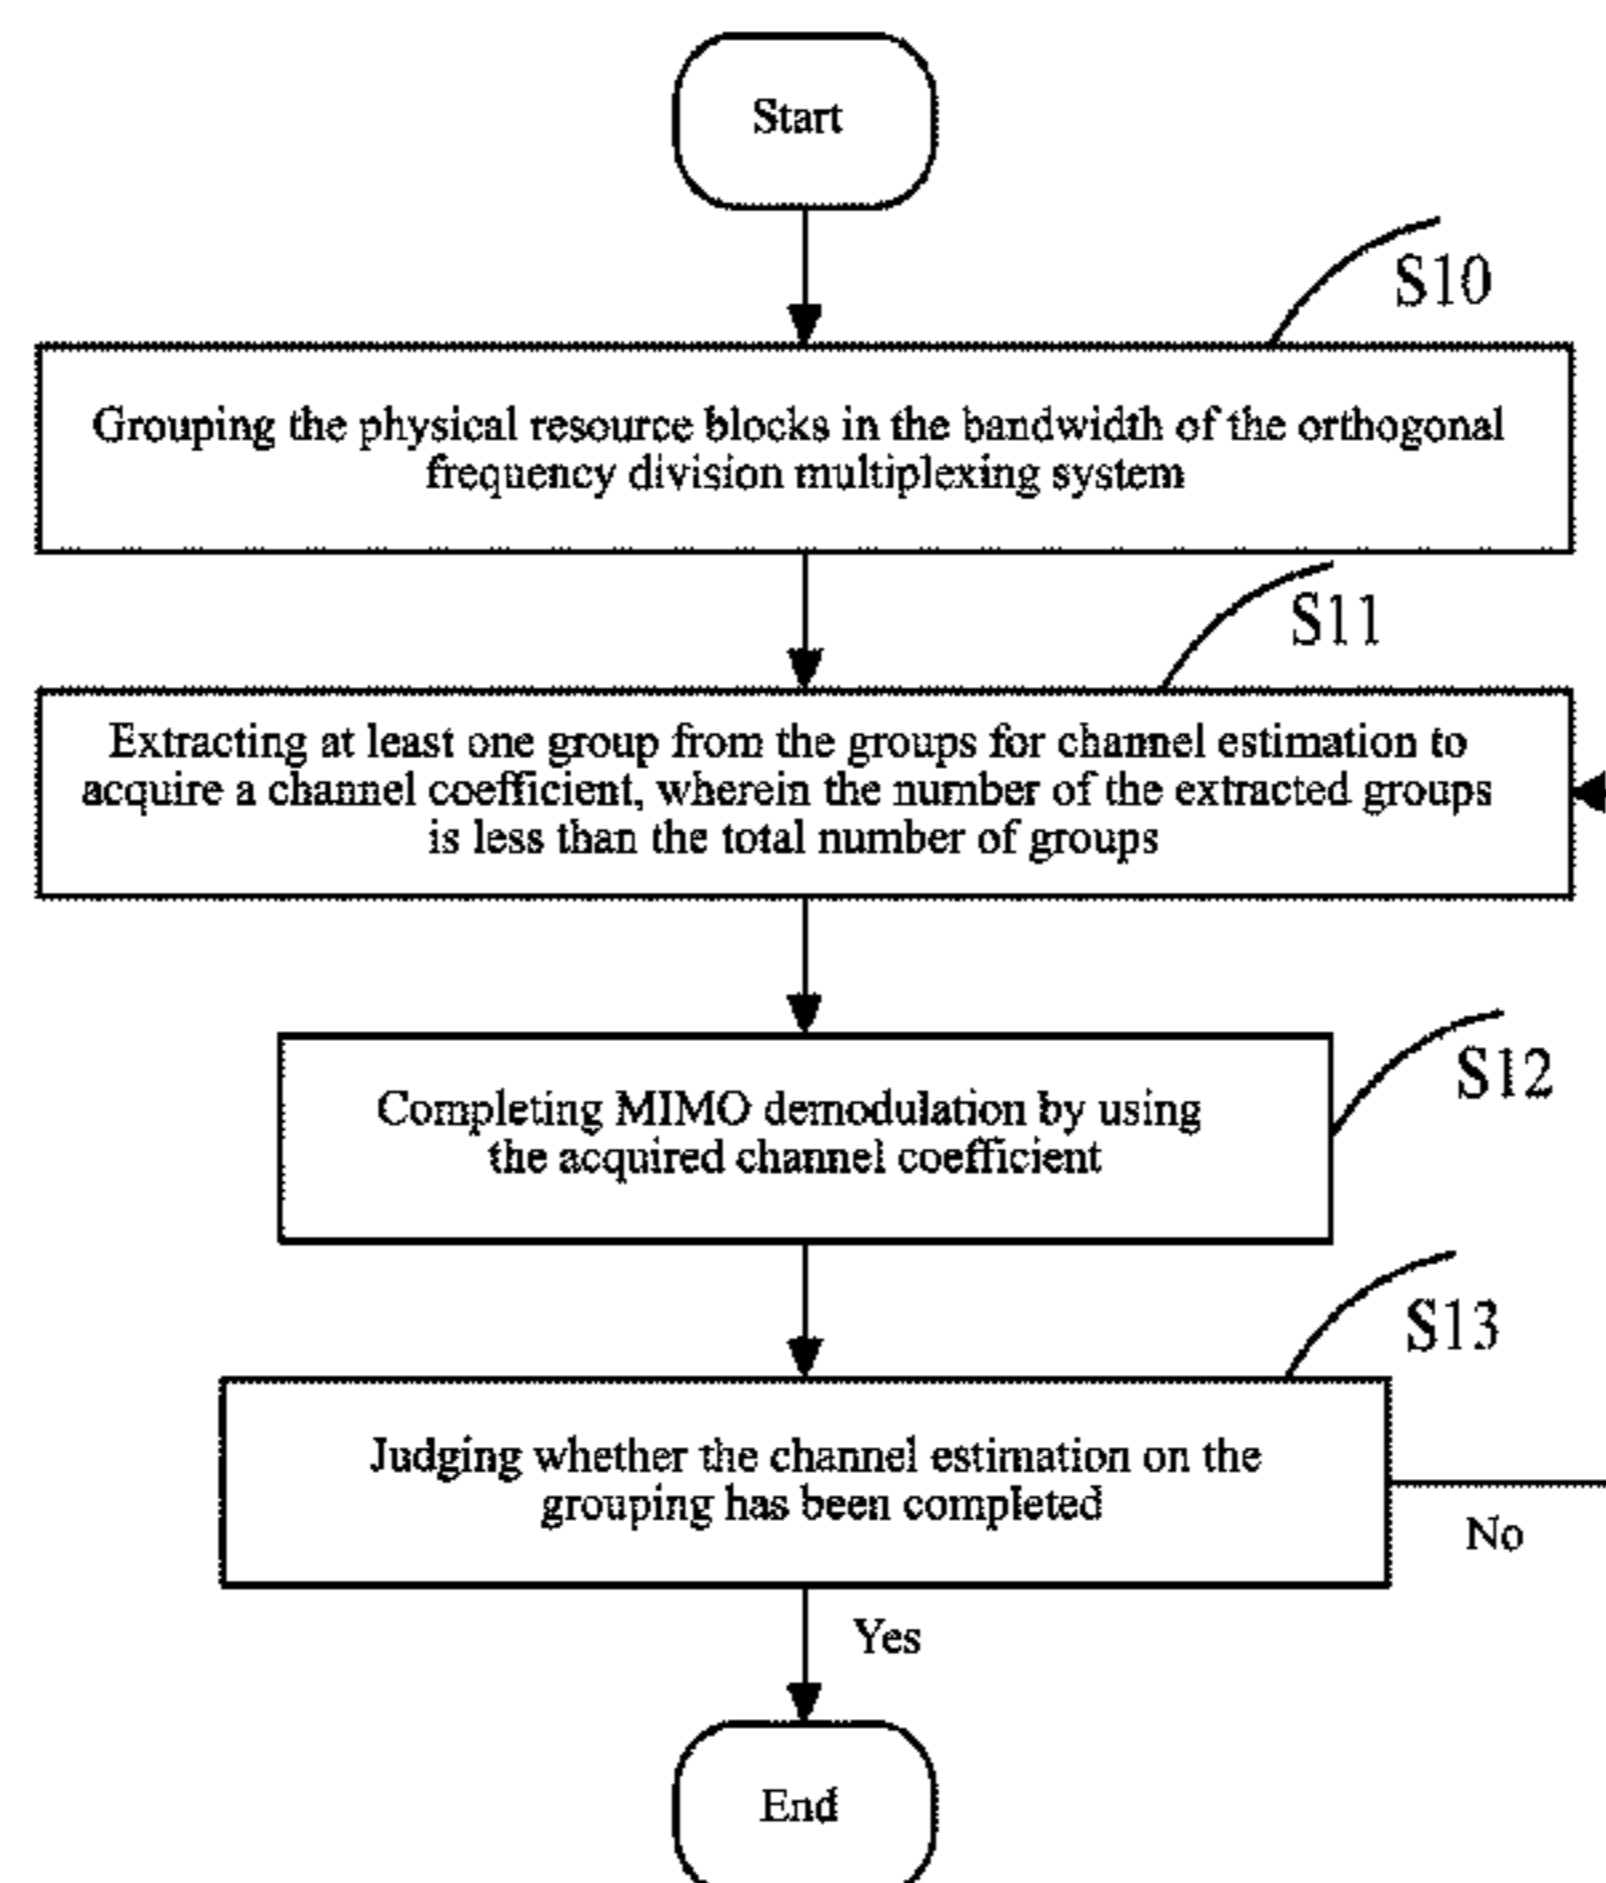 Start
S10
Grouping the physical resource blocks in the bandwidth of the orthogonal
frequency division multiplexing system
S11
Extracting at least one group from the groups for channel estimation to
acquire a channel coefficient, wherein the number of the extracted groups
is less than the total number of groups
S12
Completing MIMO demodulation by using
the acquired channel coefficient
S13
Judging whether the channel estimation on the
grouping has been completed
No
Yes
End